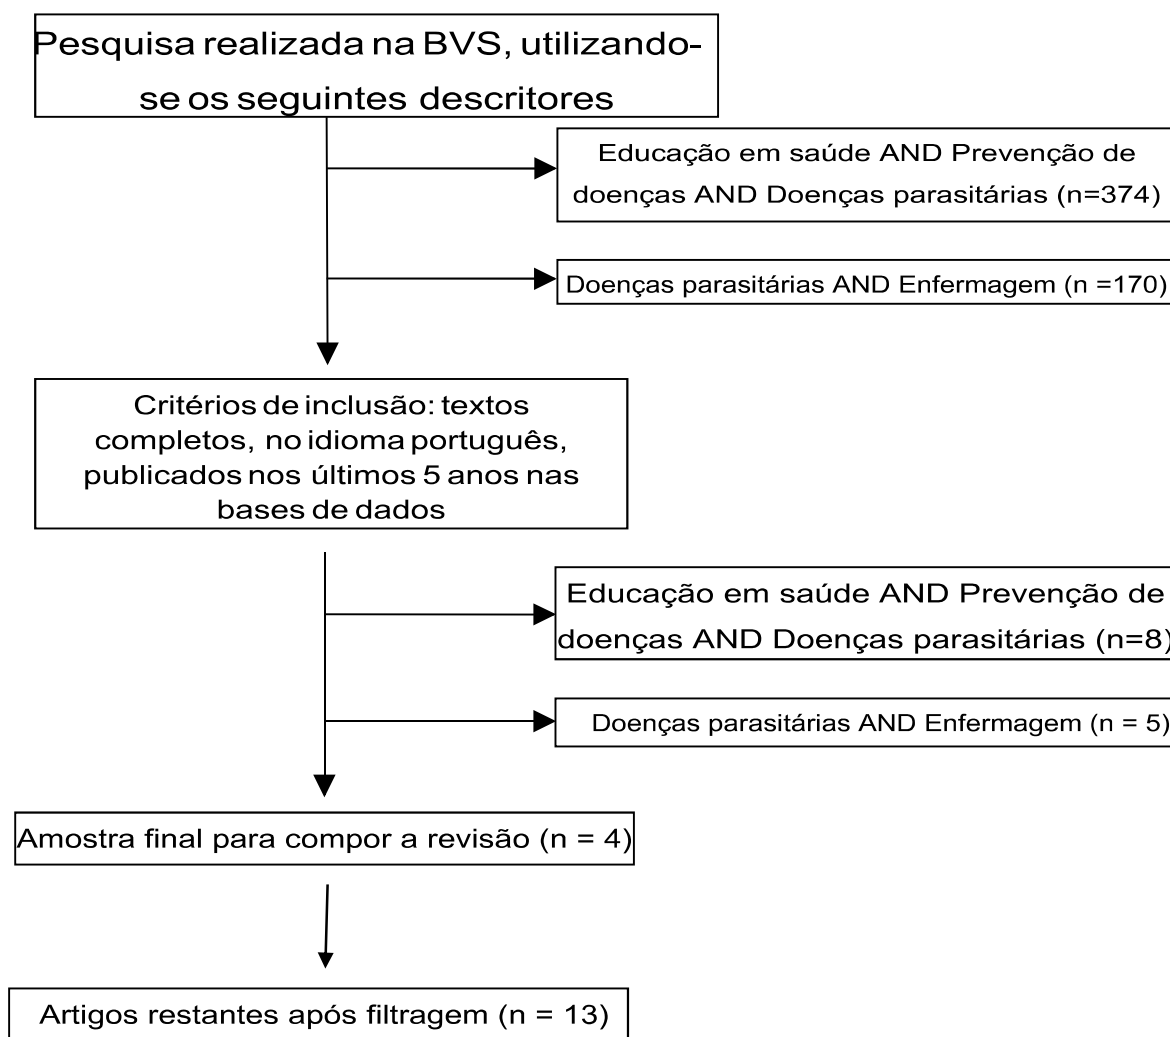 Pesquisa realizada na BVS, utilizando-
se os seguintes descritores
Educação em saúde AND Prevenção de
doenças AND Doenças parasitárias (n=374)
Doenças parasitárias AND Enfermagem (n =170)
Critérios de inclusão: textos
completos, no idioma português,
publicados nos últimos 5 anos nas
bases de dados
Educação em saúde AND Prevenção de
doenças AND Doenças parasitárias (n=8)
Doenças parasitárias AND Enfermagem (n = 5)
Amostra final para compor a revisão (n = 4)
Artigos restantes após filtragem (n = 13)